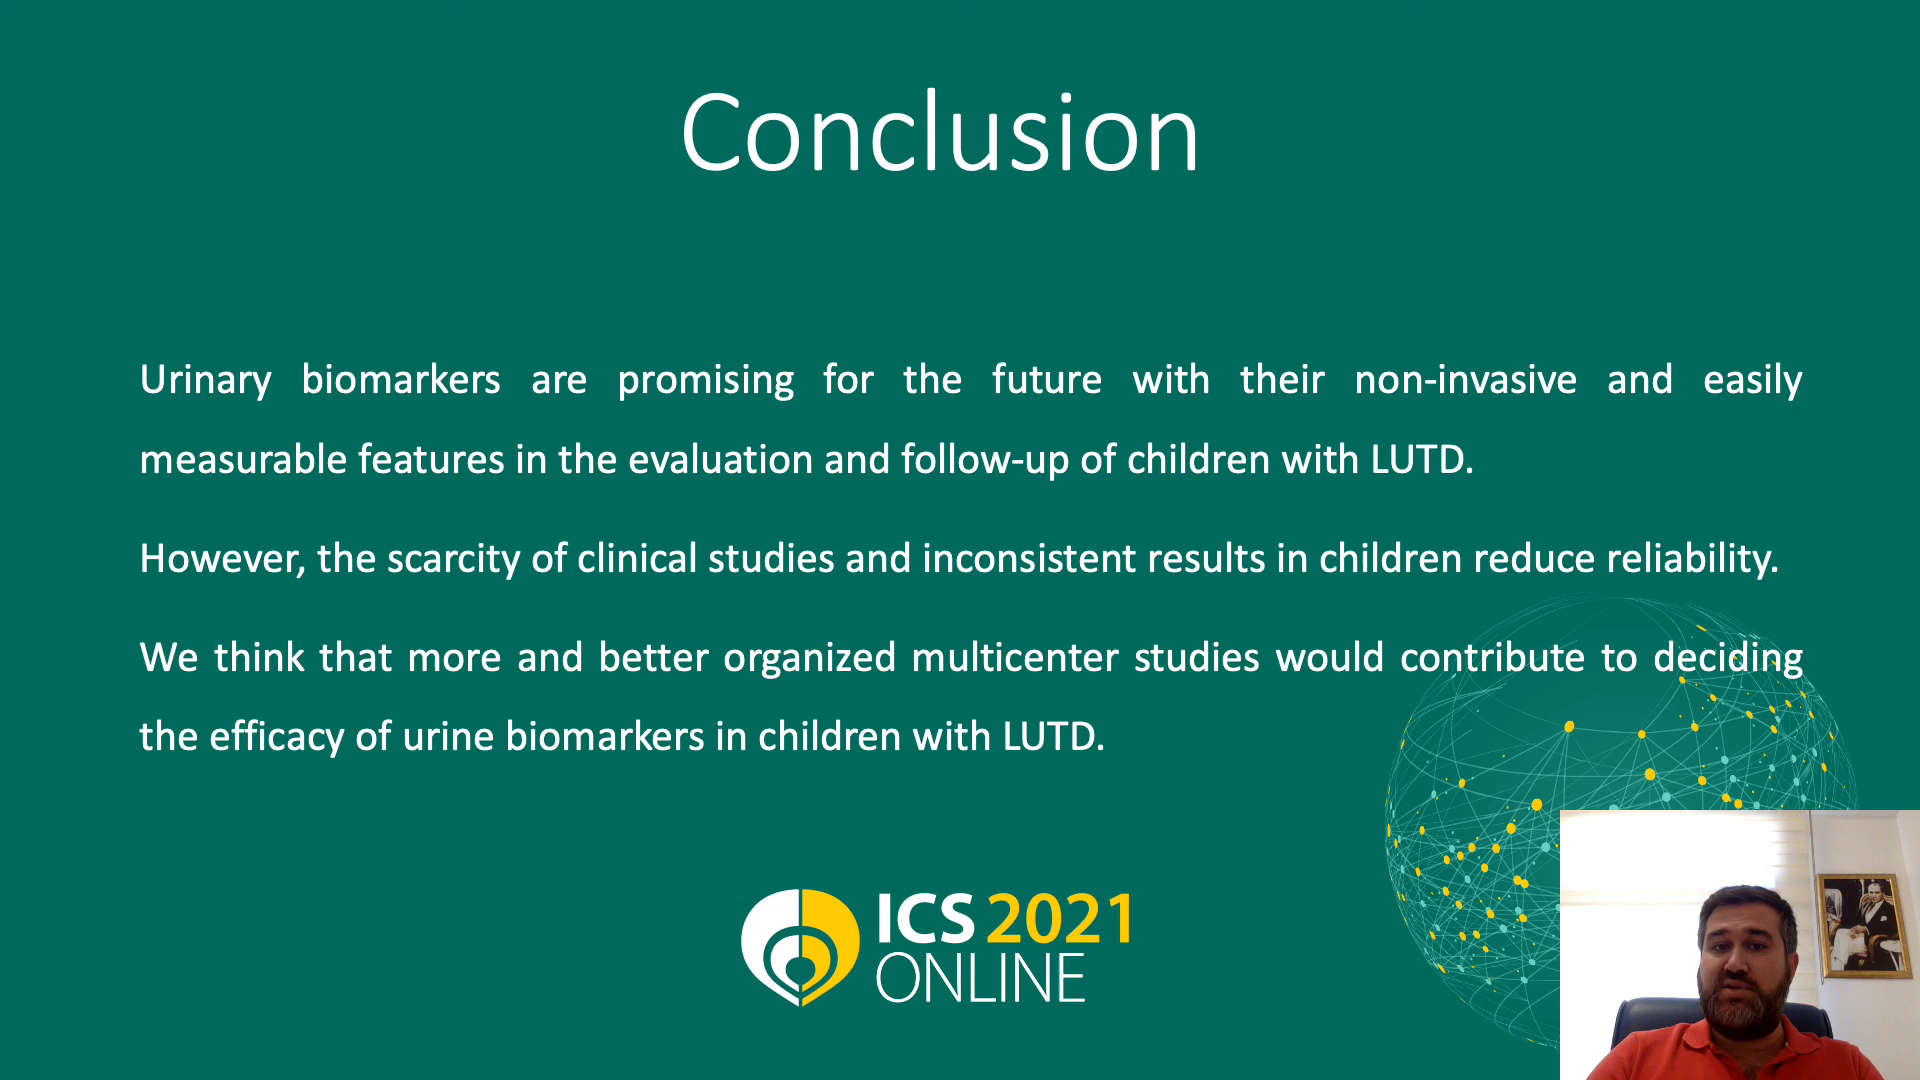 Conclusion
Urinary biomarkers are promising for the future with their non-invasive and easily
measurable features in the evaluation and follow-up of children with LUTD.
However, the scarcity of clinical studies and inconsistent results in children reduce reliability.
We think that more and better organized multicenter studies would contribute to deciding
the efficacy of urine biomarkers in children with LUTD.
ICS 2021
ONLINE